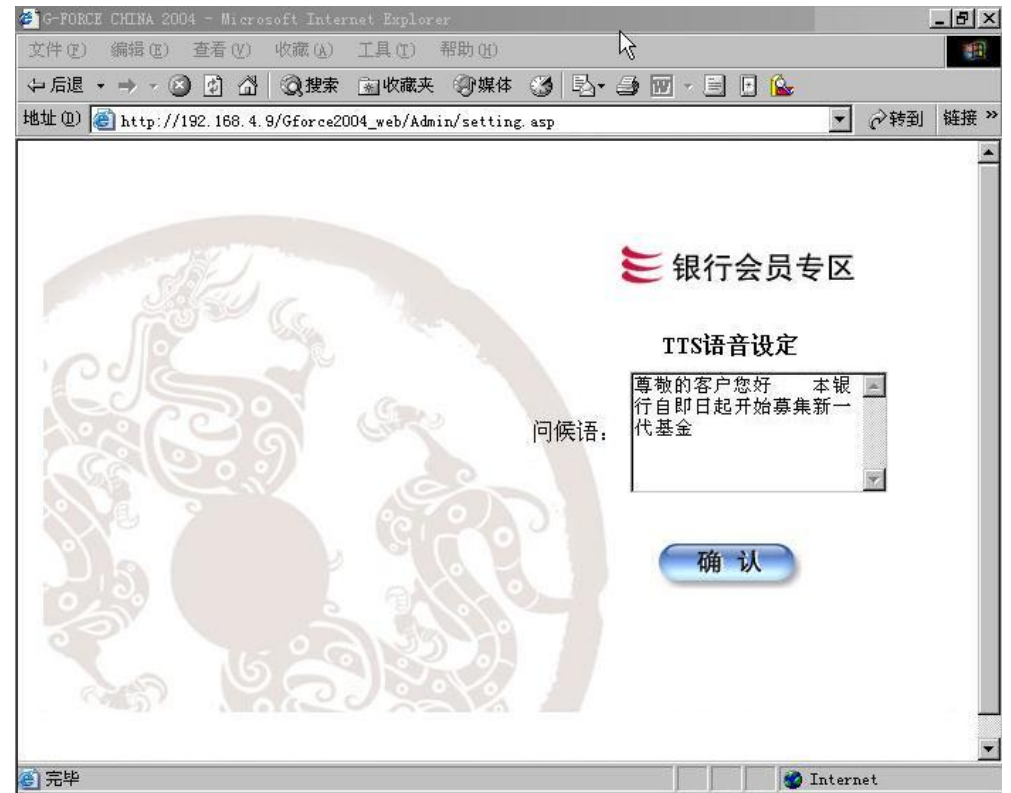 G-FORCE CHINA 2004 - Microsoft Internet Explorer
文件(F) 编辑(E) 查看(V) 收藏(A) 工具(T) 帮助(H)
后退 搜索 收藏夹 媒体
地址(D) http://192.168.4.9/Gforce2004_web/Admin/setting.asp 转到 链接 »
银行会员专区
TTS语音设定
问候语：
尊敬的客户您好 本银
行自即日起开始募集新一
代基金
确 认
完毕 Internet